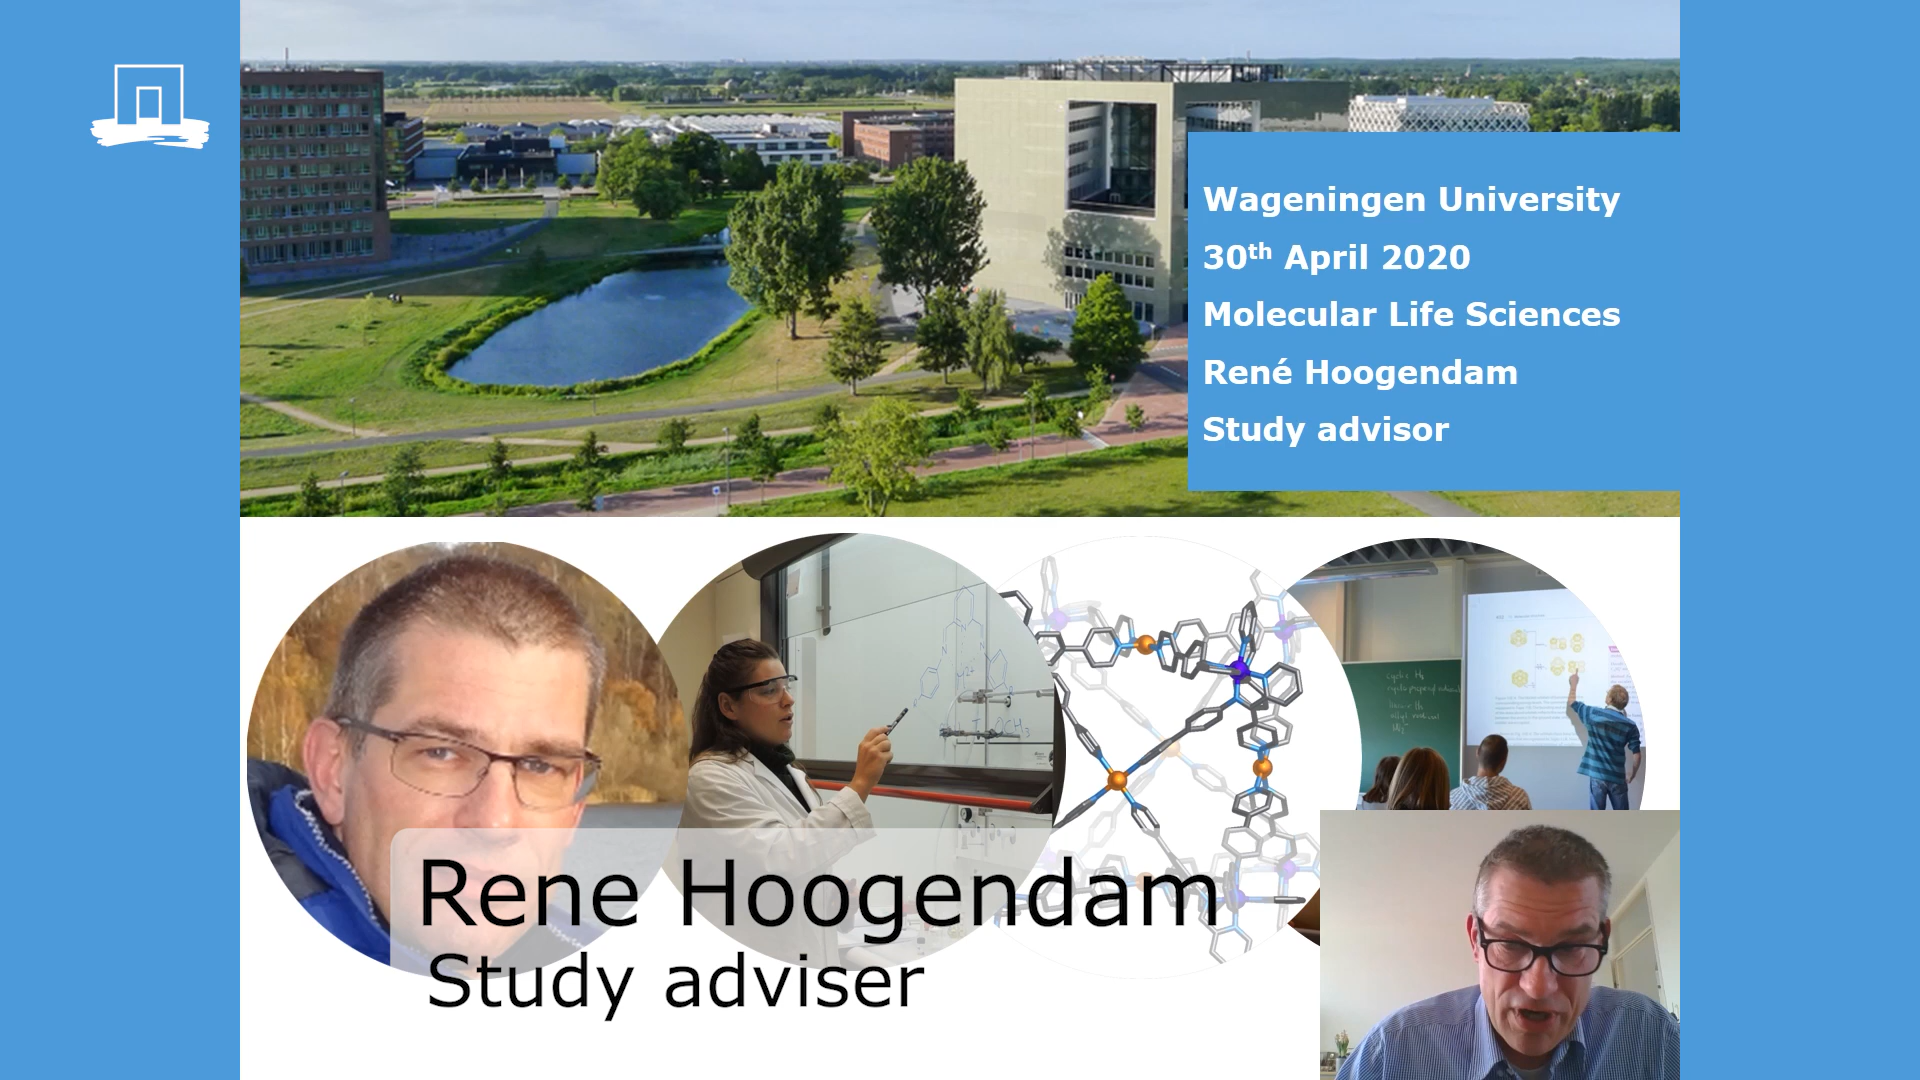 Wageningen University
30th April 2020
Molecular Life Sciences
René Hoogendam
Study advisor
Rene Hoogendam
Study adviser